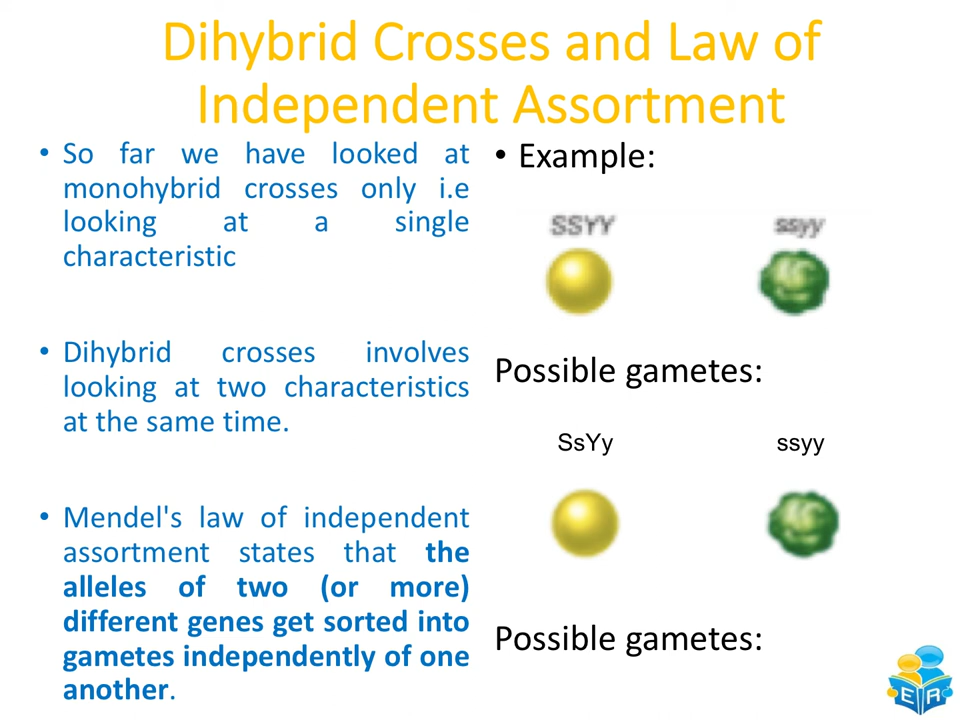 Dihybrid Crosses and Law of
Independent Assortment
• So far we have looked at
monohybrid crosses only i.e
looking at a single
characteristic
• Dihybrid crosses involves
looking at two characteristics
at the same time.
• Mendel's law of independent
assortment states that the
alleles of two (or more)
different genes get sorted into
gametes independently of one
another.
• Example:
SSYY ssyy
Possible gametes:
SsYy ssyy
Possible gametes:
E R